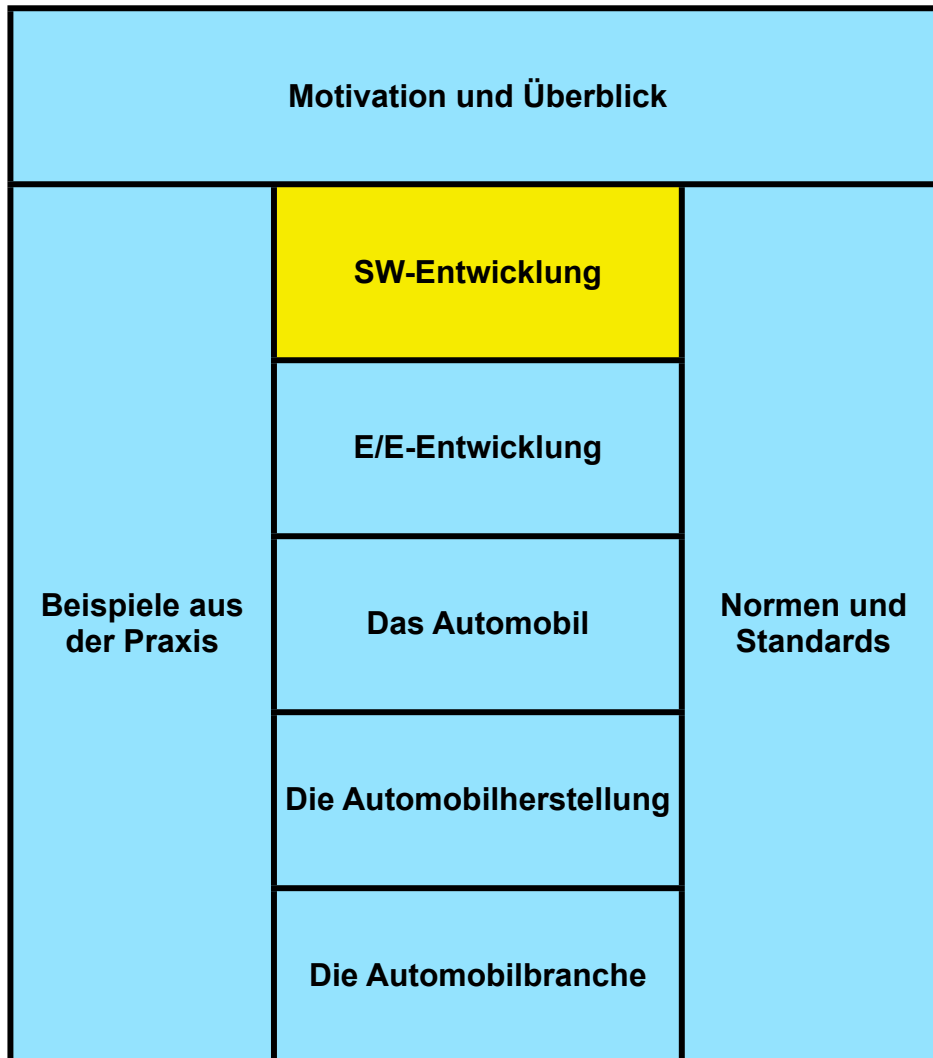 Motivation und Überblick
SW-Entwicklung
E/E-Entwicklung
Beispiele aus
der Praxis
Das Automobil
Normen und
Standards
Die Automobilherstellung
Die Automobilbranche